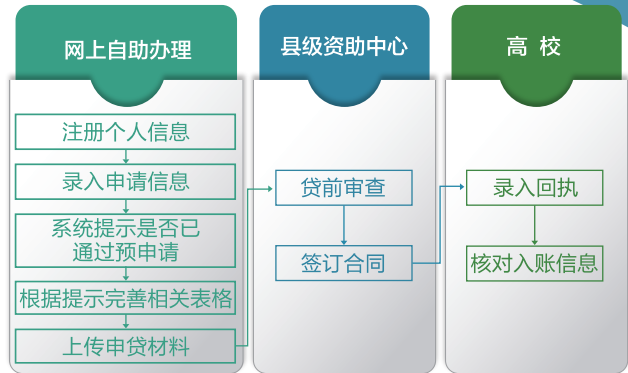 网上自助办理
注册个人信息
录入申请信息
系统提示是否已
通过预申请
根据提示完善相关表格
上传申贷材料
县级资助中心
贷前审查
签订合同
高 校
录入回执
核对入账信息